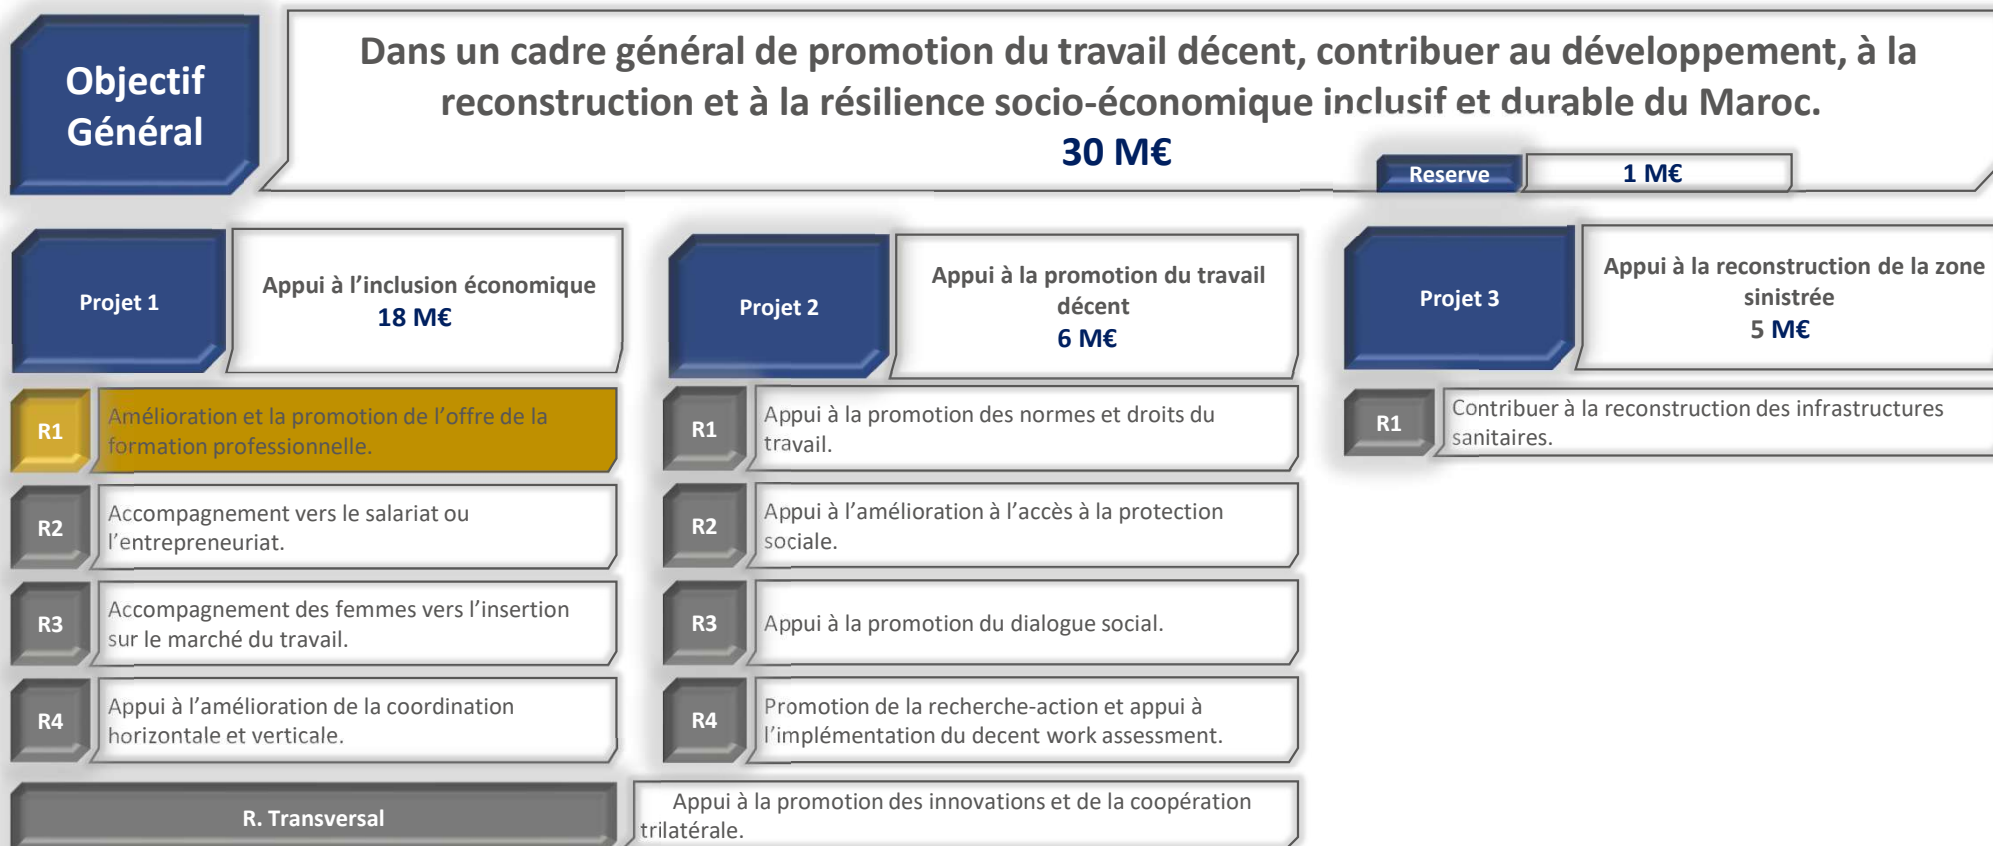 Objectif
Général
Dans un cadre général de promotion du travail décent, contribuer au développement, à la
reconstruction et à la résilience socio-économique inclusif et durable du Maroc.
30 M€
Reserve
1 M€
Projet 1
Appui à l’inclusion économique
18 M€
R1
Amélioration et la promotion de l’offre de la
formation professionnelle.
R2
Accompagnement vers le salariat ou
l’entrepreneuriat.
R3
Accompagnement des femmes vers l’insertion
sur le marché du travail.
R4
Appui à l’amélioration de la coordination
horizontale et verticale.
Projet 2
Appui à la promotion du travail
décent
6 M€
R1
Appui à la promotion des normes et droits du
travail.
R2
Appui à l’amélioration à l’accès à la protection
sociale.
R3
Appui à la promotion du dialogue social.
R4
Promotion de la recherche-action et appui à
l’implémentation du decent work assessment.
R. Transversal
Appui à la promotion des innovations et de la coopération
trilatérale.
Projet 3
Appui à la reconstruction de la zone
sinistrée
5 M€
R1
Contribuer à la reconstruction des infrastructures
sanitaires.